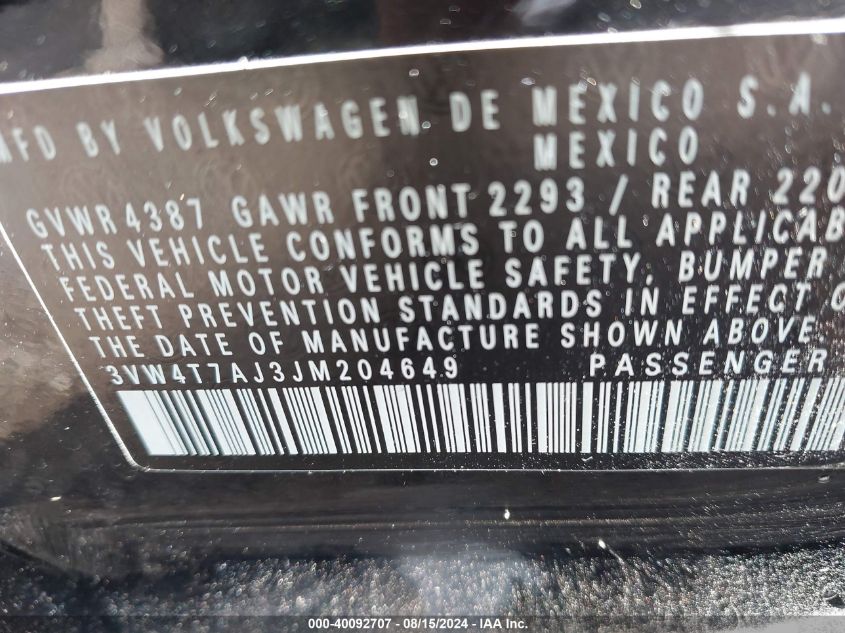 MFD BY VOLKSWAGEN DE MEXICO S.A.
MEXICO
GVWR 4387 GAWR FRONT 2293 / REAR 220
THIS VEHICLE CONFORMS TO ALL APPLICAB
FEDERAL MOTOR VEHICLE SAFETY, BUMPER
THEFT PREVENTION STANDARDS IN EFFECT O
THE DATE OF MANUFACTURE SHOWN ABOVE
3VW4T7AJ3JM204649 PASSENGER
000-40092707 - 08/15/2024 - IAA Inc.